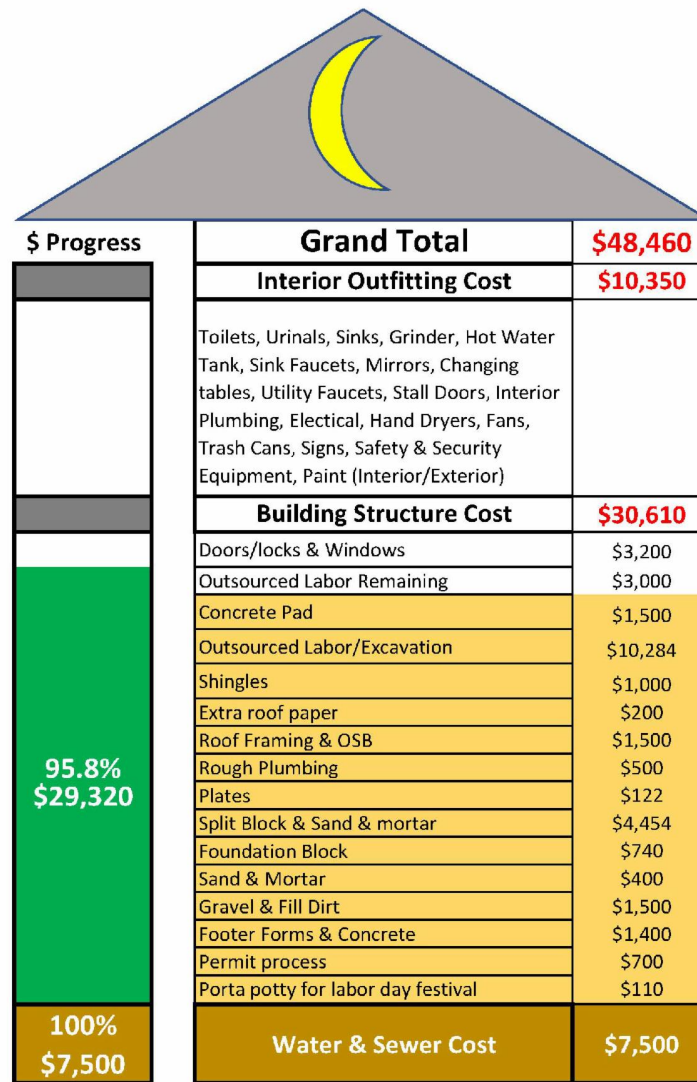 $ Progress
Grand Total $48,460
Interior Outfitting Cost $10,350
Toilets, Urinals, Sinks, Grinder, Hot Water
Tank, Sink Faucets, Mirrors, Changing
tables, Utility Faucets, Stall Doors, Interior
Plumbing, Electical, Hand Dryers, Fans,
Trash Cans, Signs, Safety & Security
Equipment, Paint (Interior/Exterior)
Building Structure Cost $30,610
Doors/locks & Windows $3,200
Outsourced Labor Remaining $3,000
Concrete Pad $1,500
Outsourced Labor/Excavation $10,284
Shingles $1,000
Extra roof paper $200
Roof Framing & OSB $1,500
95.8%
$29,320
Rough Plumbing $500
Plates $122
Split Block & Sand & mortar $4,454
Foundation Block $740
Sand & Mortar $400
Gravel & Fill Dirt $1,500
Footer Forms & Concrete $1,400
Permit process $700
Porta potty for labor day festival $110
100%
$7,500
Water & Sewer Cost $7,500